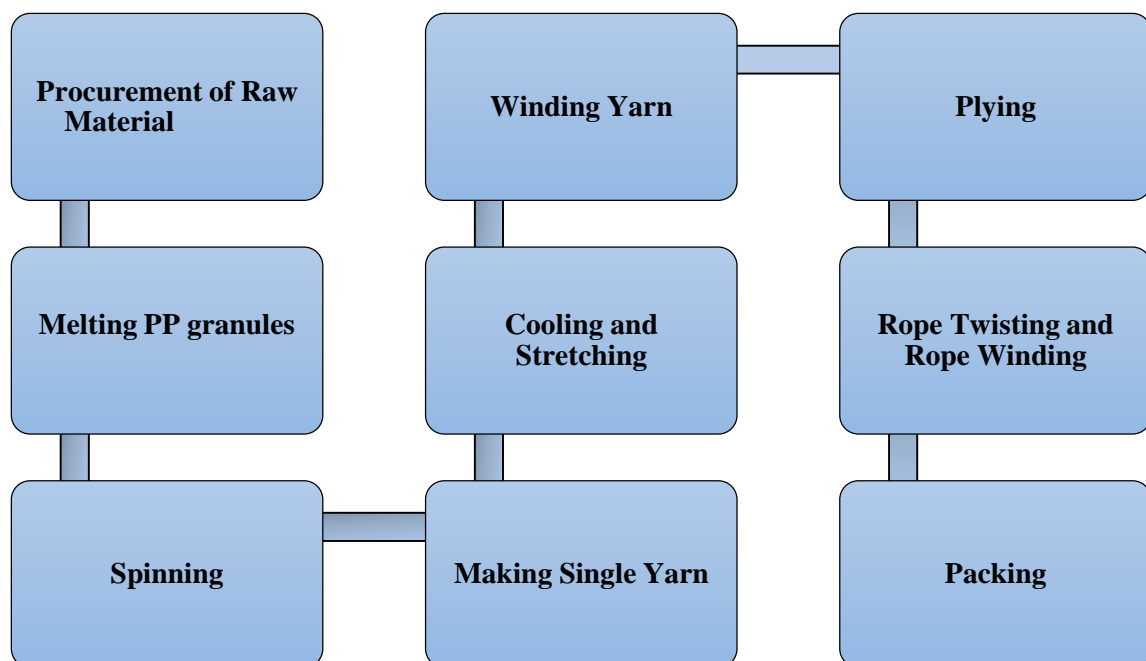 Procurement of Raw
Material
Melting PP granules
Spinning
Making Single Yarn
Cooling and
Stretching
Winding Yarn
Plying
Rope Twisting and
Rope Winding
Packing